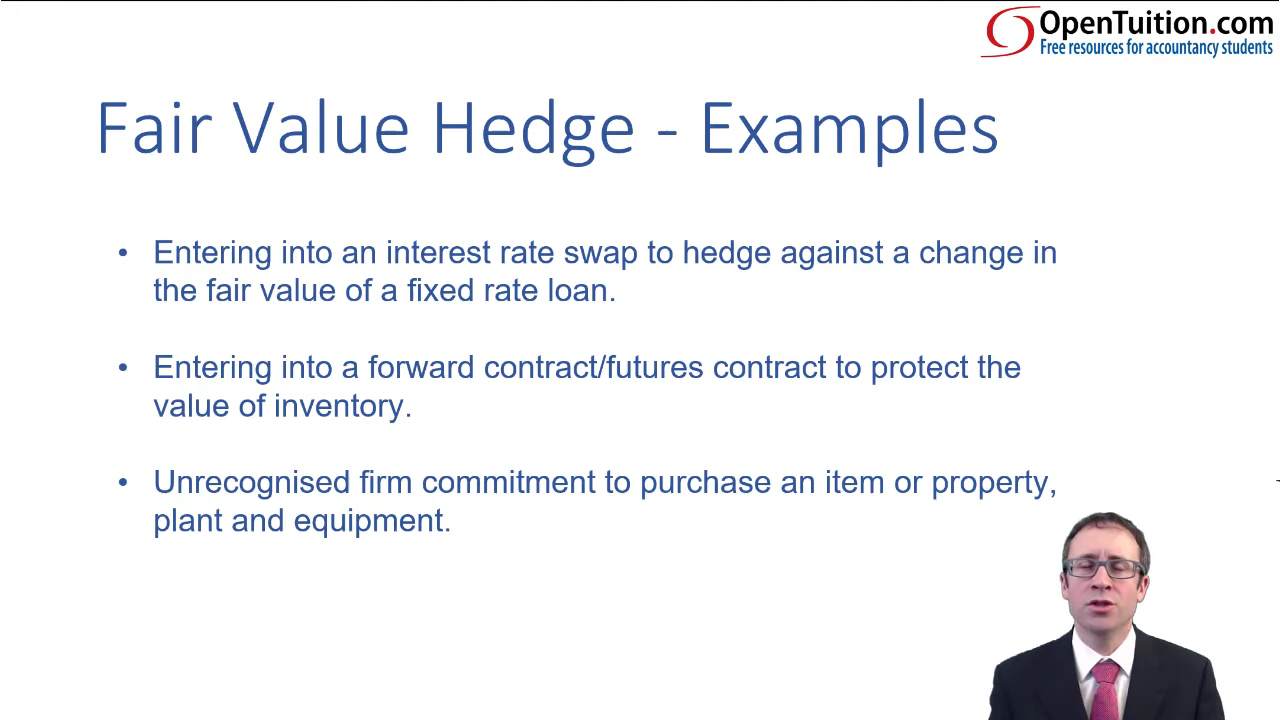 OpenTuition.com
Free resources for accountancy students
Fair Value Hedge - Examples
• Entering into an interest rate swap to hedge against a change in
the fair value of a fixed rate loan.
• Entering into a forward contract/futures contract to protect the
value of inventory.
• Unrecognised firm commitment to purchase an item or property,
plant and equipment.